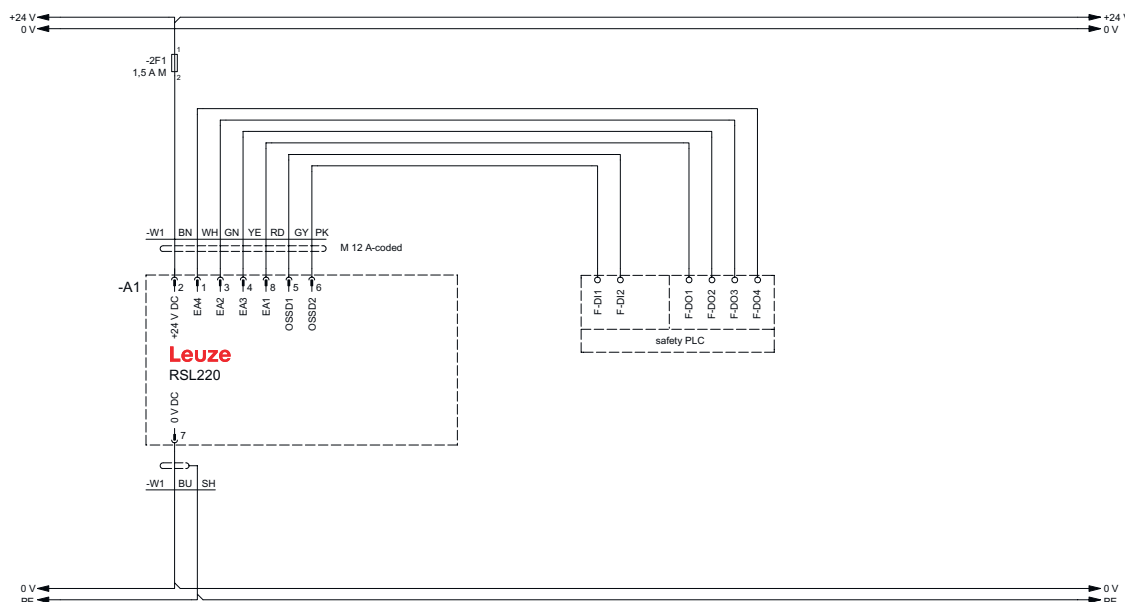 +24 V
+24 V
0 V
0 V
1
-2F1
1,5 A M
2
-W1 BN WH GN YE RD GY PK
M 12 A-coded
-A1
2 1 3 4 8 5 6
+24 V DC
EA4
EA2
EA3
EA1
OSSD1
OSSD2
F-DI1
F-DI2
F-DO1
F-DO2
F-DO3
F-DO4
safety PLC
Leuze
RSL220
0 V DC
7
-W1 BU SH
0 V
0 V
PE
PE